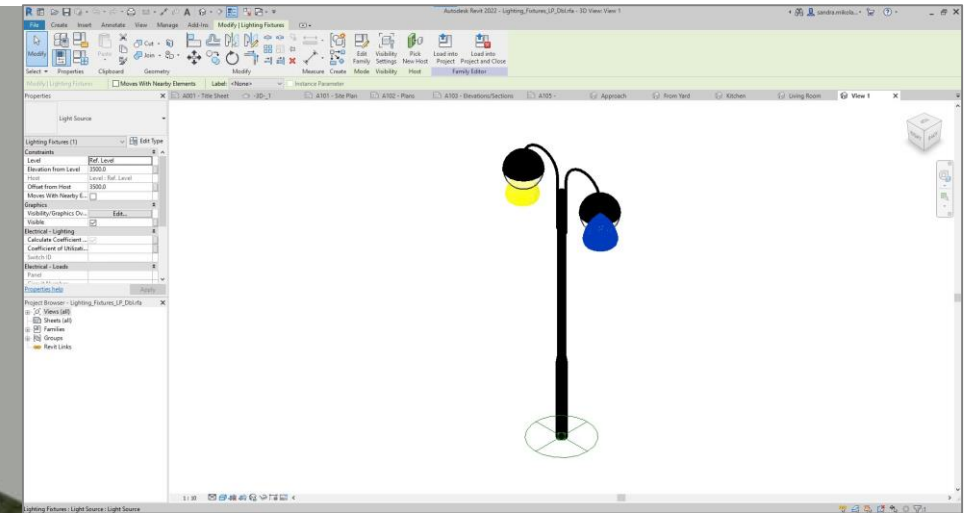 Autodesk Revit 2022 - Lighting_Fixtures_LP_Dbl.rfa - 3D View: View 1
sandra.mikola...
File Create Insert Annotate View Manage Add-Ins Modify | Lighting Fixtures
Modify
Paste
Cut
Join
Edit Family
Visibility Settings
Pick New Host
Load into Project
Load into Project and Close
Select Properties Clipboard Geometry Modify Measure Create Mode Visibility Host Family Editor
Modify | Lighting Fixtures Moves With Nearby Elements Label: <None> Instance Parameter
Properties
A001 - Title Sheet -3D-_1 A101 - Site Plan A102 - Plans A103 - Elevations/Sections A105 - Approach From Yard Kitchen Living Room View 1
Light Source
Lighting Fixtures (1) Edit Type
Constraints
Level Ref. Level
Elevation from Level 3500.0
Host Level : Ref. Level
Offset from Host 3500.0
Moves With Nearby E...
Graphics
Visibility/Graphics Ov... Edit...
Visible
Electrical - Lighting
Calculate Coefficient ...
Coefficient of Utilizati...
Switch ID
Electrical - Loads
Panel
Properties help Apply
Project Browser - Lighting_Fixtures_LP_Dbl.rfa
Views (all)
Sheets (all)
Families
Groups
Revit Links
1 : 10
Lighting Fixtures : Light Source : Light Source